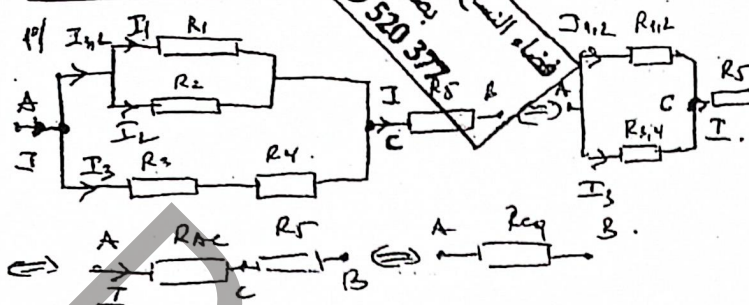 1°/ I1,2 I1 R1
R2
A
I
I2
I3 R3 R4
I
C
R5
B
⟺
A
I1,2 R1,2
C
R5
I
R3,4
I3
فضاء
520 377
⟺ A RAC R5 ⟺ A Req B.
I C B